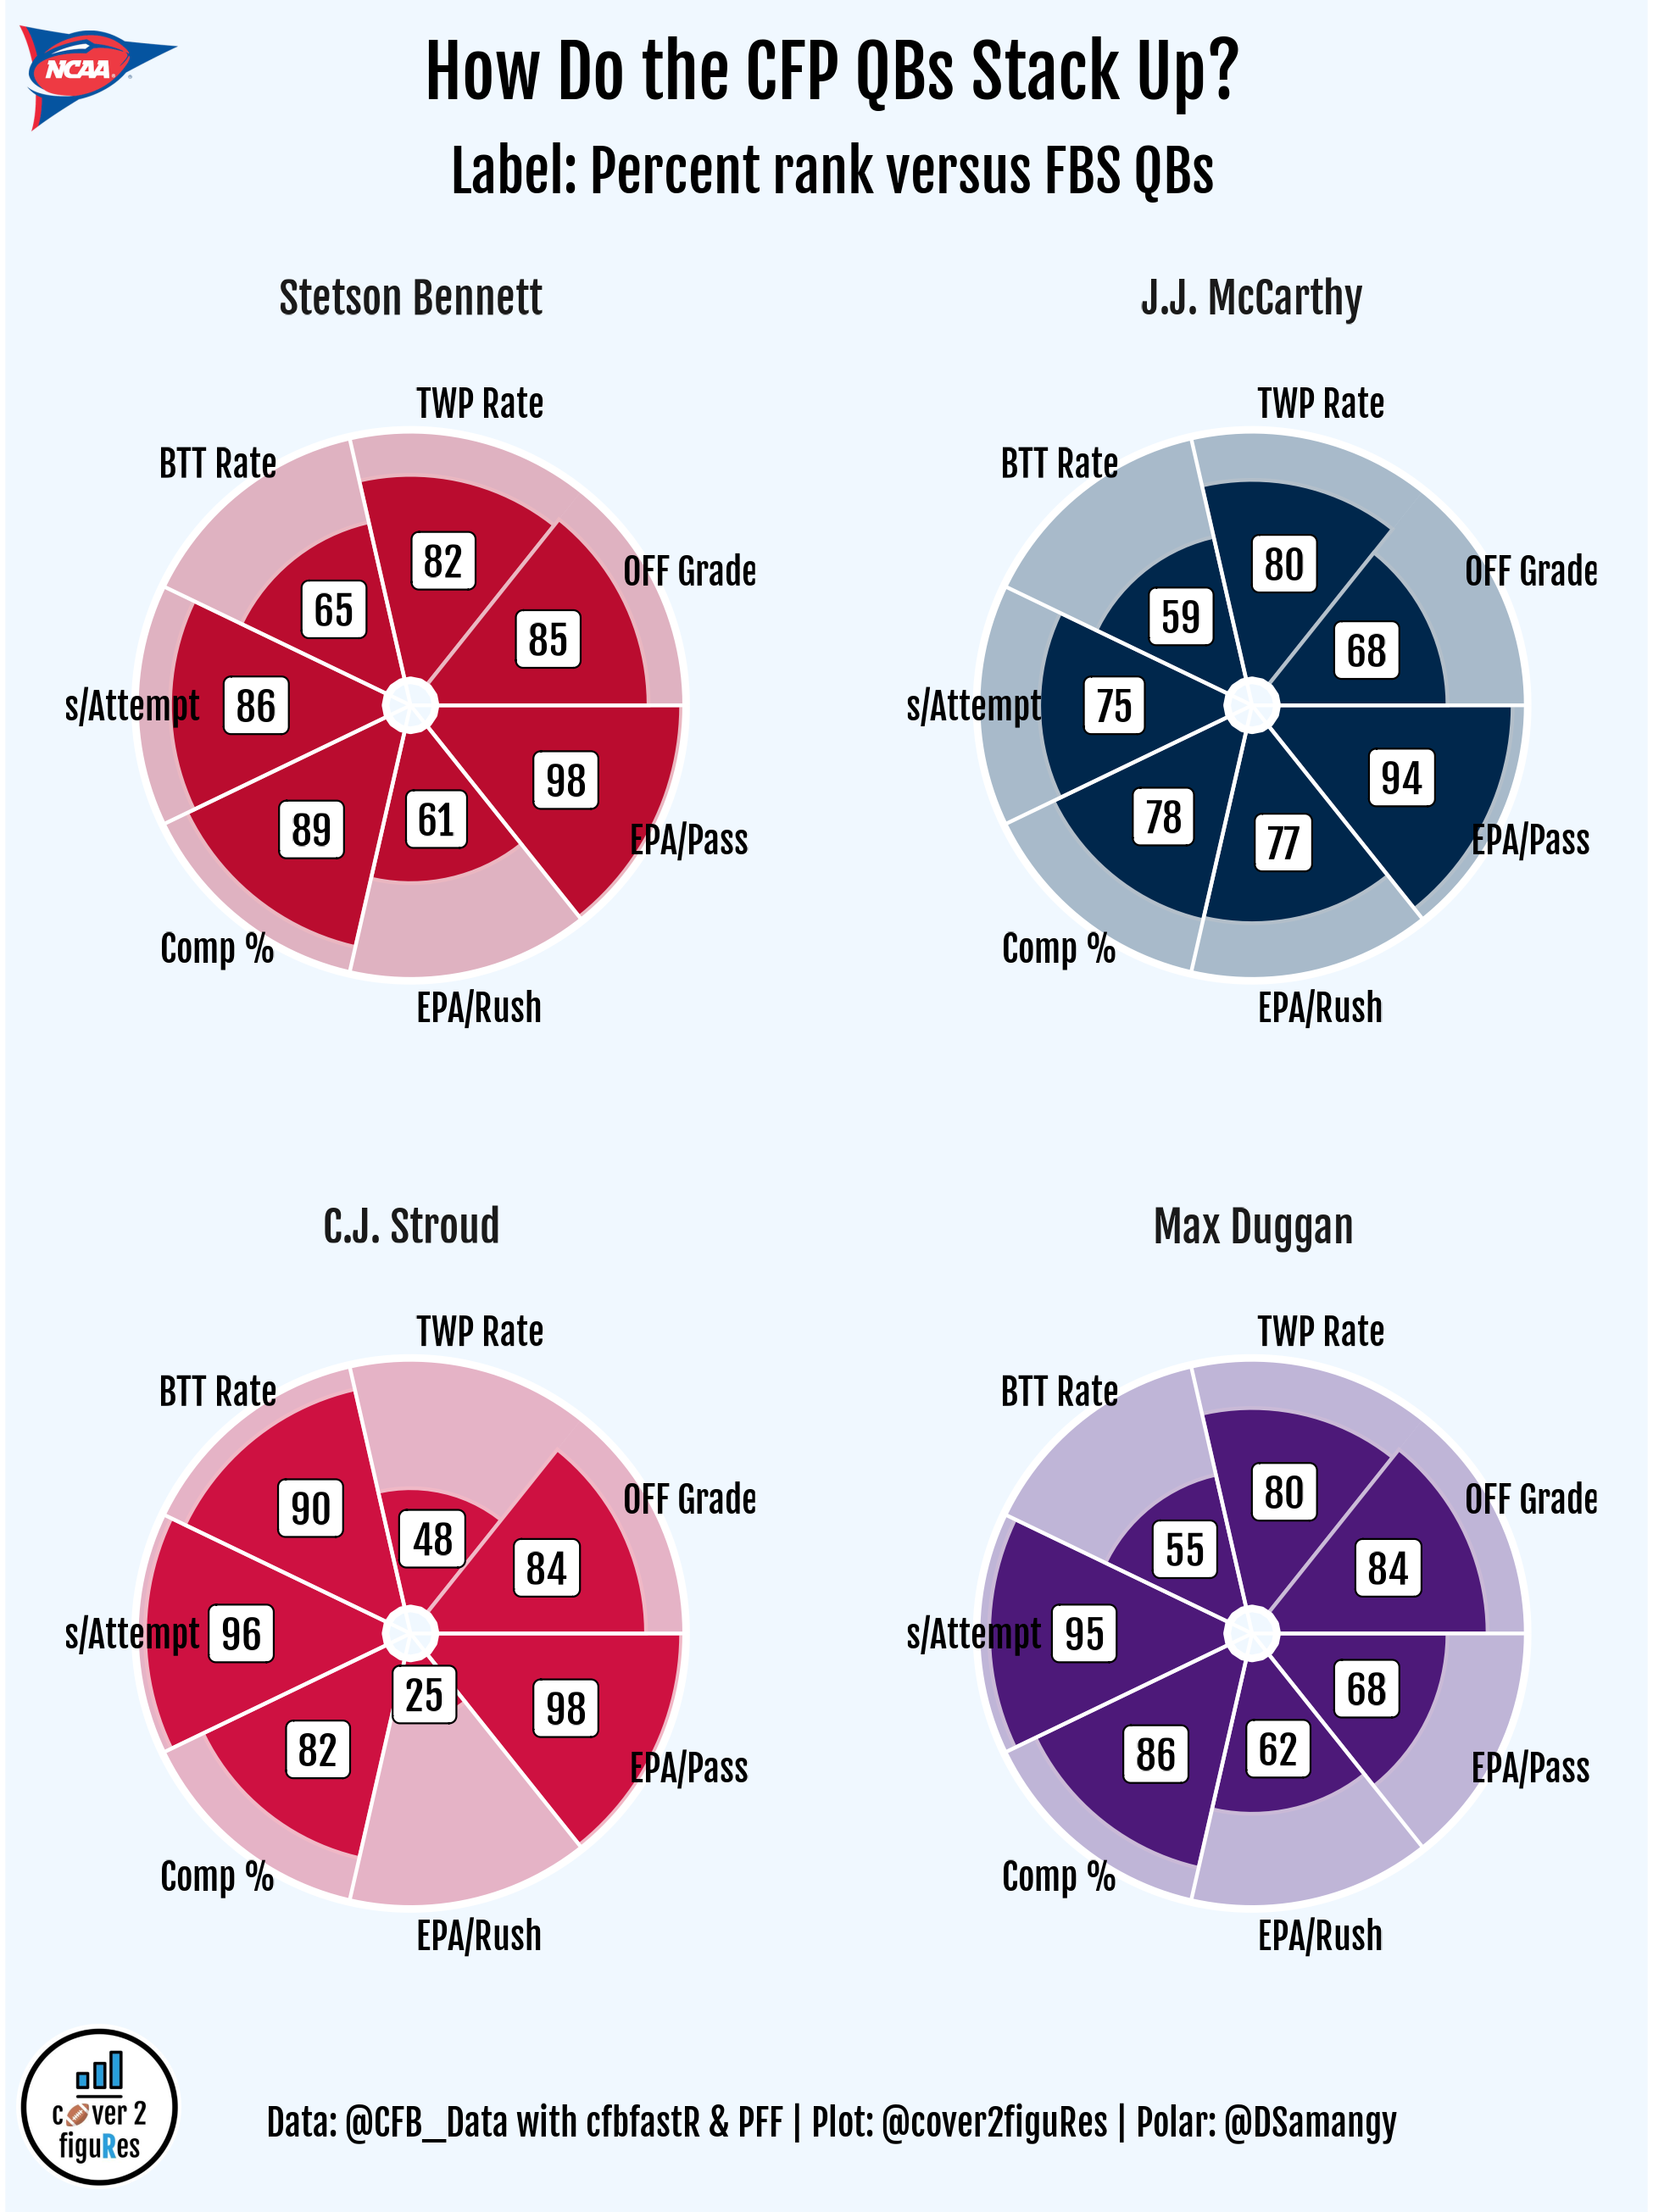 NCAA
How Do the CFP QBs Stack Up?
Label: Percent rank versus FBS QBs
Stetson Bennett
TWP Rate
BTT Rate
OFF Grade
82
65
85
s/Attempt
86
98
89
61
EPA/Pass
Comp %
EPA/Rush
J.J. McCarthy
TWP Rate
BTT Rate
OFF Grade
80
59
68
s/Attempt
75
94
78
77
EPA/Pass
Comp %
EPA/Rush
C.J. Stroud
TWP Rate
BTT Rate
OFF Grade
90
48
84
s/Attempt
96
25
98
82
EPA/Pass
Comp %
EPA/Rush
Max Duggan
TWP Rate
BTT Rate
OFF Grade
80
55
84
s/Attempt
95
68
86
62
EPA/Pass
Comp %
EPA/Rush
cover 2
figuRes
Data: @CFB_Data with cfbfastR & PFF | Plot: @cover2figuRes | Polar: @DSamangy